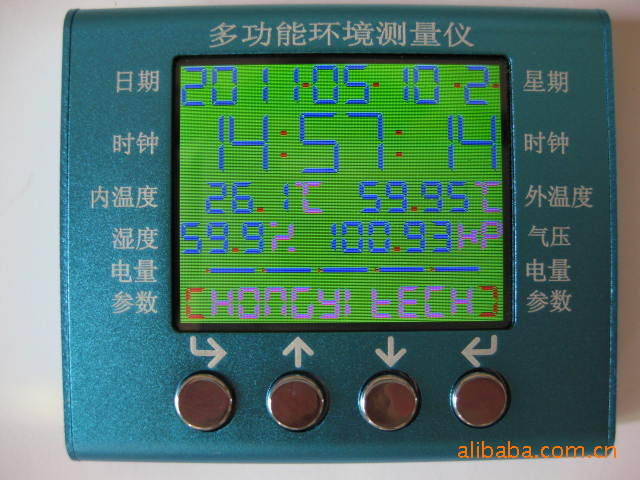 多功能环境测量仪
日期 2011-05-10-2- 星期
时钟 14:57:14 时钟
内温度 26.1℃ 59.95℃ 外温度
湿度 59.9% 100.93KP 气压
电量 电量
参数 [HONGYI TECH] 参数
alibaba.com.cn